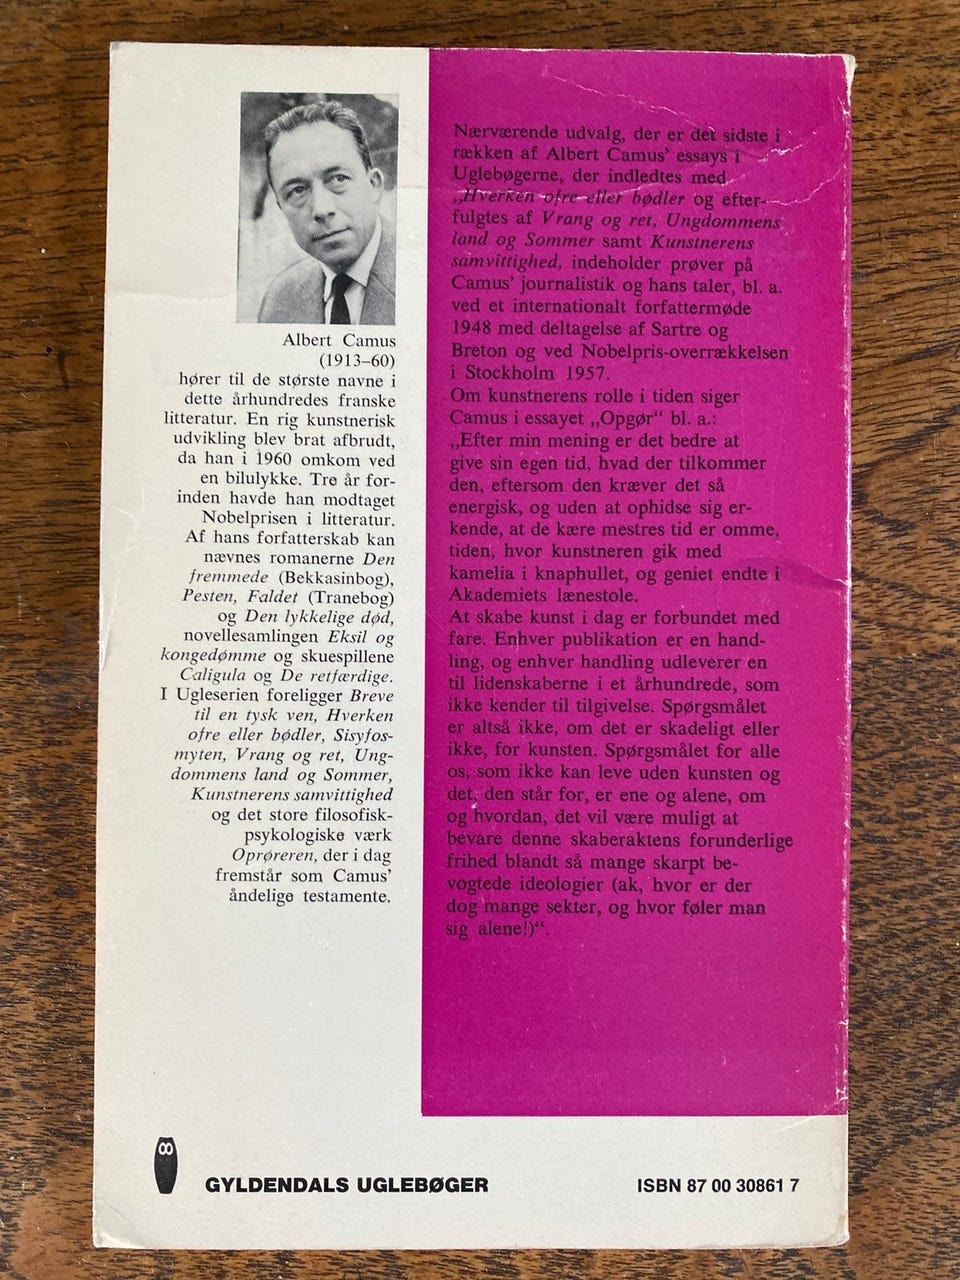 Albert Camus
(1913–60)
hører til de største navne i
dette århundredes franske
litteratur. En rig kunstnerisk
udvikling blev brat afbrudt,
da han i 1960 omkom ved
en bilulykke. Tre år for-
inden havde han modtaget
Nobelprisen i litteratur.
Af hans forfatterskab kan
nævnes romanerne Den
fremmede (Bekkasinbog),
Pesten, Faldet (Tranebog)
og Den lykkelige død,
novellesamlingen Eksil og
kongedømme og skuespillene
Caligula og De retfærdige.
I Ugleserien foreligger Breve
til en tysk ven, Hverken
ofre eller bødler, Sisyfos-
myten, Vrang og ret, Ung-
dommens land og Sommer,
Kunstnerens samvittighed
og det store filosofisk-
psykologiske værk
Oprøreren, der i dag
fremstår som Camus'
åndelige testamente.
Nærværende udvalg, der er det sidste i
rækken af Albert Camus' essays i
Uglebøgerne, der indledtes med
„Hverken ofre eller bødler og efter-
fulgtes af Vrang og ret, Ungdommens
land og Sommer samt Kunstnerens
samvittighed, indeholder prøver på
Camus' journalistik og hans taler, bl. a.
ved et internationalt forfattermøde
1948 med deltagelse af Sartre og
Breton og ved Nobelpris-overrækkelsen
i Stockholm 1957.
Om kunstnerens rolle i tiden siger
Camus i essayet „Opgør“ bl. a.:
„Efter min mening er det bedre at
give sin egen tid, hvad der tilkommer
den, eftersom den kræver det så
energisk, og uden at ophidse sig er-
kende, at de kære mestres tid er omme,
tiden, hvor kunstneren gik med
kamelia i knaphullet, og geniet endte i
Akademiets lænestole.
At skabe kunst i dag er forbundet med
fare. Enhver publikation er en hand-
ling, og enhver handling udleverer en
til lidenskaberne i et århundrede, som
ikke kender til tilgivelse. Spørgsmålet
er altså ikke, om det er skadeligt eller
ikke, for kunsten. Spørgsmålet for alle
os, som ikke kan leve uden kunsten og
det, den står for, er ene og alene, om
og hvordan, det vil være muligt at
bevare denne skaberaktens forunderlige
frihed blandt så mange skarpt be-
vogtede ideologier (ak, hvor er der
dog mange sekter, og hvor føler man
sig alene!)“.
GYLDENDALS UGLEBØGER
ISBN 87 00 30861 7